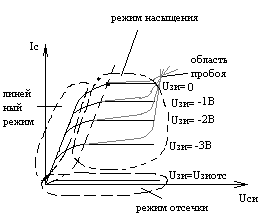 режим насыщения
Iс
область
пробоя
линей
ный
режим
Uзи= 0
Uзи= -1В
Uзи= -2В
Uзи= -3В
Uзи=Uзиотс
Uси
режим отсечки